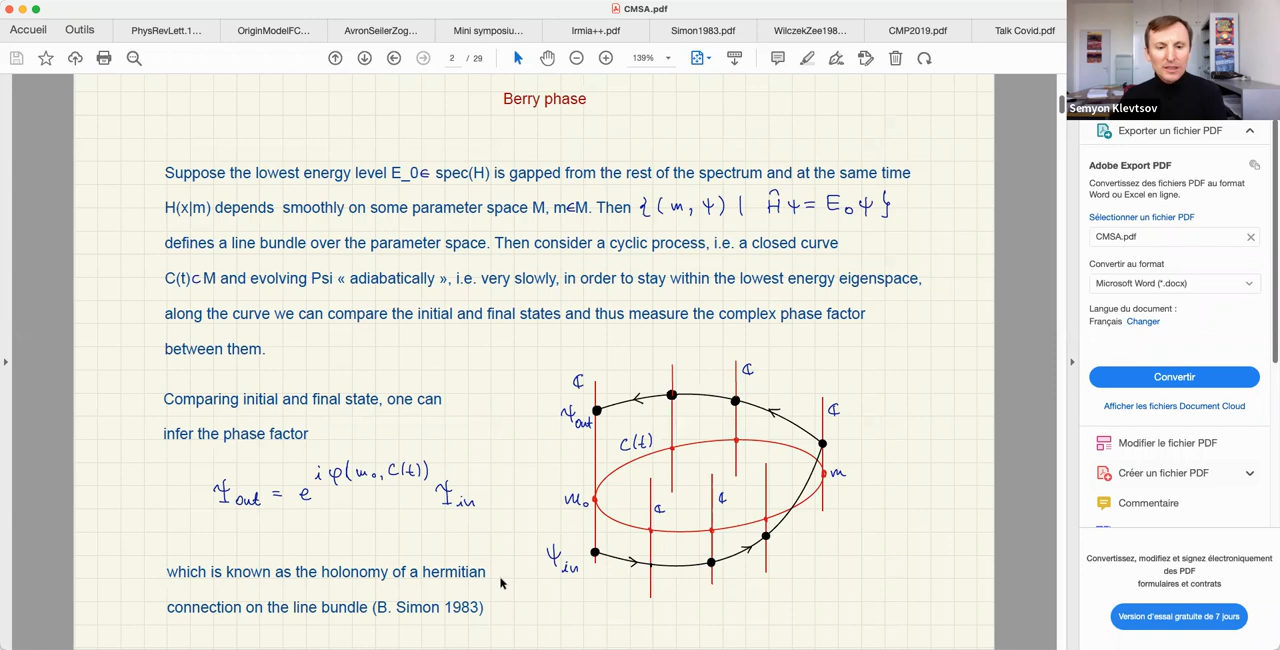 CMSA.pdf
Accueil Outils PhysRevLett.1... OriginModelFC... AvronSeilerZog... Mini symposiu... Irmia++.pdf Simon1983.pdf WilczekZee198... CMP2019.pdf Talk Covid.pdf
2 / 29 139%
Semyon Klevtsov
Berry phase
Suppose the lowest energy level E_0∈ spec(H) is gapped from the rest of the spectrum and at the same time
H(x|m) depends smoothly on some parameter space M, m∈M. Then {(m, ψ) | Ĥψ = E₀ψ}
defines a line bundle over the parameter space. Then consider a cyclic process, i.e. a closed curve
C(t)⊂M and evolving Psi « adiabatically », i.e. very slowly, in order to stay within the lowest energy eigenspace,
along the curve we can compare the initial and final states and thus measure the complex phase factor
between them.
Comparing initial and final state, one can
infer the phase factor
Ψ_out = e^{iφ(m₀, C(t))} Ψ_in
which is known as the holonomy of a hermitian
connection on the line bundle (B. Simon 1983)
ℂ
ℂ
ℂ
Ψ_out
C(t)
m₀
m
ℂ
ℂ
Ψ_in
Exporter un fichier PDF
Adobe Export PDF
Convertissez des fichiers PDF au format
Word ou Excel en ligne.
Sélectionner un fichier PDF
CMSA.pdf
Convertir au format
Microsoft Word (*.docx)
Langue du document :
Français Changer
Convertir
Afficher les fichiers Document Cloud
Modifier le fichier PDF
Créer un fichier PDF
Commentaire
Convertissez, modifiez et signez électroniquement
des PDF
formulaires et contrats
Version d'essai gratuite de 7 jours